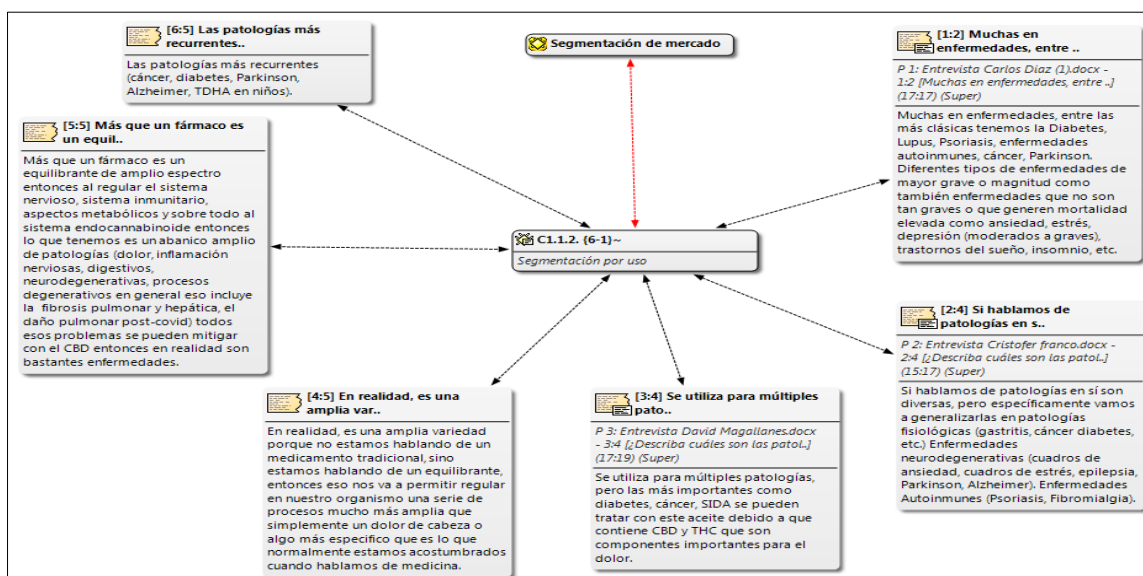 [6:5] Las patologías más
recurrentes..
Las patologías más recurrentes
(cáncer, diabetes, Parkinson,
Alzheimer, TDHA en niños).
Segmentación de mercado
[1:2] Muchas en
enfermedades, entre ..
P 1: Entrevista Carlos Diaz (1).docx -
1:2 [Muchas en enfermedades, entre ..]
(17:17) (Super)
Muchas en enfermedades, entre las
más clásicas tenemos la Diabetes,
Lupus, Psoriasis, enfermedades
autoinmunes, cáncer, Parkinson.
Diferentes tipos de enfermedades de
mayor grave o magnitud como
también enfermedades que no son
tan graves o que generen mortalidad
elevada como ansiedad, estrés,
depresión (moderados a graves),
trastornos del sueño, insomnio, etc.
[5:5] Más que un fármaco es
un equil..
Más que un fármaco es un
equilibrante de amplio espectro
entonces al regular el sistema
nervioso, sistema inmunitario,
aspectos metabólicos y sobre todo al
sistema endocannabinoide entonces
lo que tenemos es un abanico amplio
de patologías (dolor, inflamación
nerviosas, digestivos,
neurodegenerativas, procesos
degenerativos en general eso incluye
la fibrosis pulmonar y hepática, el
daño pulmonar post-covid) todos
esos problemas se pueden mitigar
con el CBD entonces en realidad son
bastantes enfermedades.
C1.1.2. {6-1}~
Segmentación por uso
[2:4] Si hablamos de
patologías en s..
P 2: Entrevista Cristofer franco.docx -
2:4 [¿Describa cuáles son las patol..]
(15:17) (Super)
Si hablamos de patologías en sí son
diversas, pero específicamente vamos
a generalizarlas en patologías
fisiológicas (gastritis, cáncer diabetes,
etc.) Enfermedades
neurodegenerativas (cuadros de
ansiedad, cuadros de estrés, epilepsia,
Parkinson, Alzheimer). Enfermedades
Autoinmunes (Psoriasis, Fibromialgia).
[4:5] En realidad, es una
amplia var..
En realidad, es una amplia variedad
porque no estamos hablando de un
medicamento tradicional, sino
estamos hablando de un equilibrante,
entonces eso nos va a permitir regular
en nuestro organismo una serie de
procesos mucho más amplia que
simplemente un dolor de cabeza o
algo más especifico que es lo que
normalmente estamos acostumbrados
cuando hablamos de medicina.
[3:4] Se utiliza para múltiples
pato..
P 3: Entrevista David Magallanes.docx
- 3:4 [¿Describa cuáles son las patol..]
(17:19) (Super)
Se utiliza para múltiples patologías,
pero las más importantes como
diabetes, cáncer, SIDA se pueden
tratar con este aceite debido a que
contiene CBD y THC que son
componentes importantes para el
dolor.